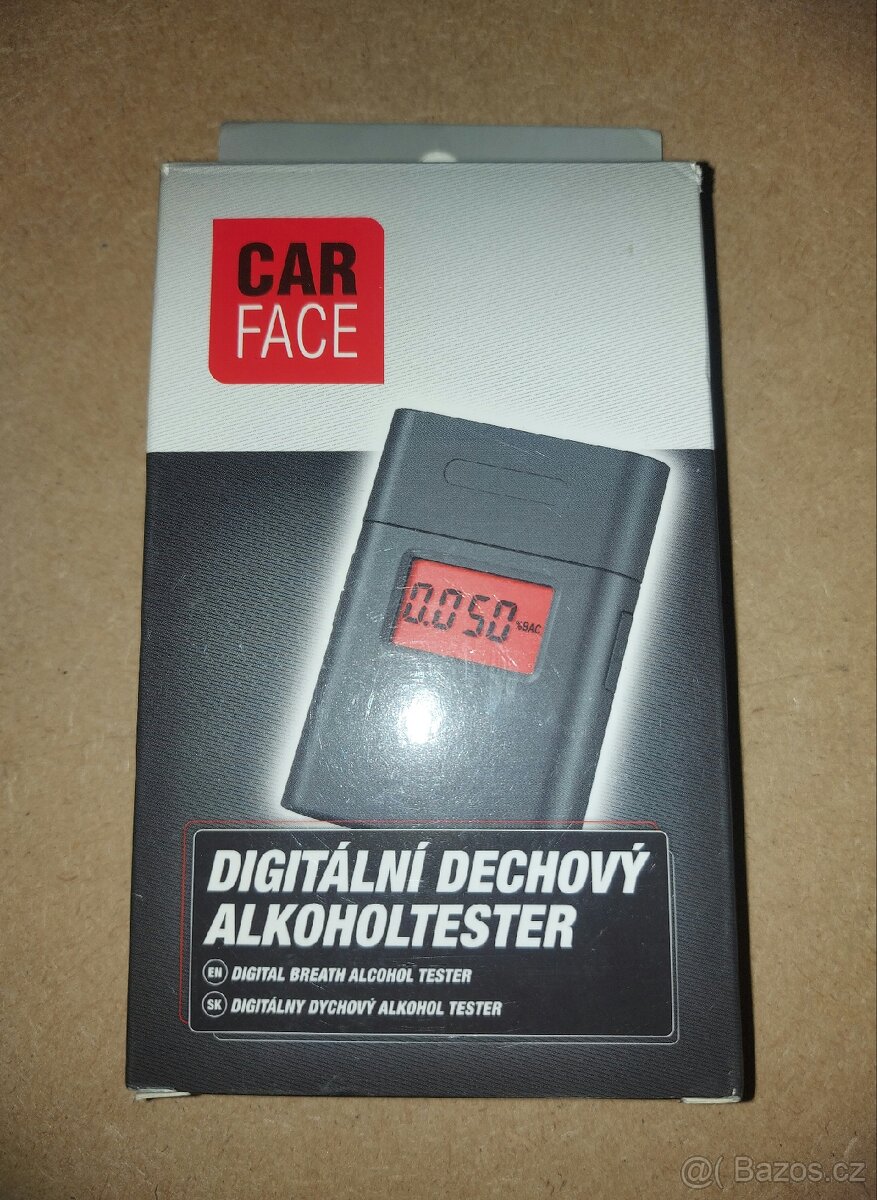 CAR
FACE
0.050 %BAC
DIGITÁLNÍ DECHOVÝ
ALKOHOLTESTER
EN DIGITAL BREATH ALCOHOL TESTER
SK DIGITÁLNY DYCHOVÝ ALKOHOL TESTER
@( Bazos.cz